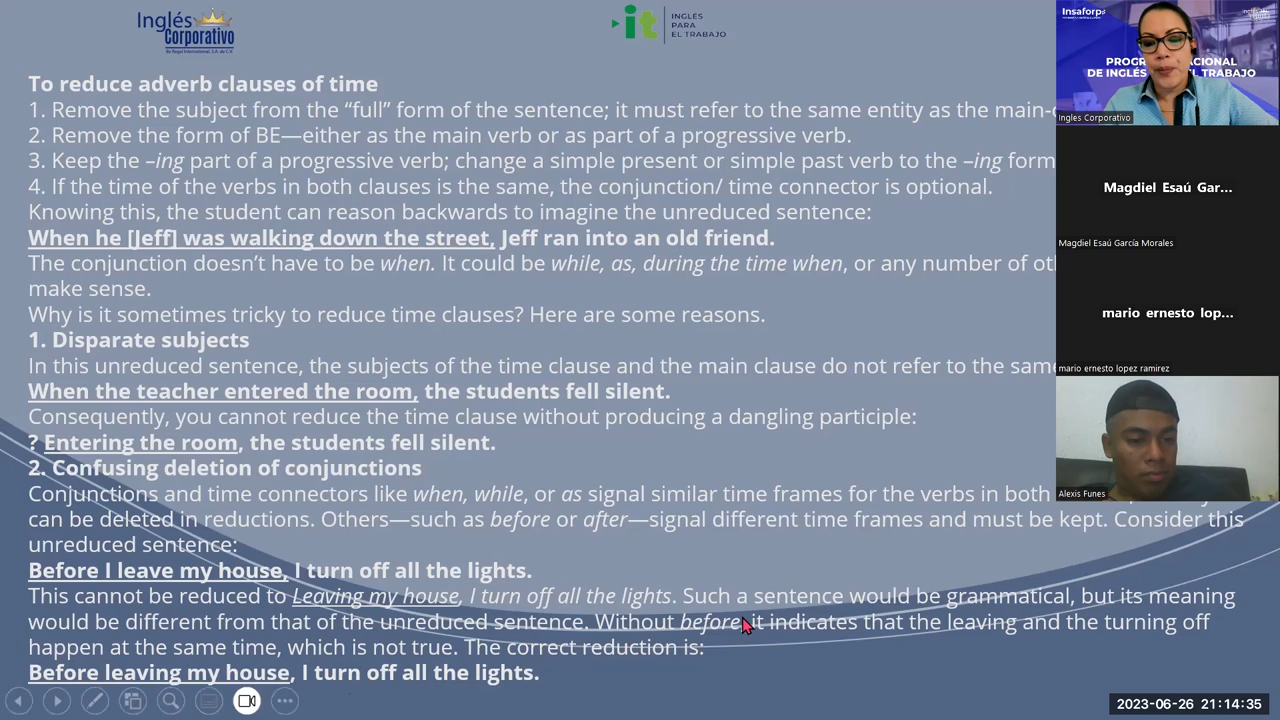 Inglés
Corporativo
By Regal International, S.A. de C.V.
it
INGLÉS
PARA
EL TRABAJO
To reduce adverb clauses of time
1. Remove the subject from the “full” form of the sentence; it must refer to the same entity as the main-
2. Remove the form of BE—either as the main verb or as part of a progressive verb.
3. Keep the –ing part of a progressive verb; change a simple present or simple past verb to the –ing form
4. If the time of the verbs in both clauses is the same, the conjunction/ time connector is optional.
Knowing this, the student can reason backwards to imagine the unreduced sentence:
When he [Jeff] was walking down the street, Jeff ran into an old friend.
The conjunction doesn’t have to be when. It could be while, as, during the time when, or any number of
make sense.
Why is it sometimes tricky to reduce time clauses? Here are some reasons.
1. Disparate subjects
In this unreduced sentence, the subjects of the time clause and the main clause do not refer to the same
When the teacher entered the room, the students fell silent.
Consequently, you cannot reduce the time clause without producing a dangling participle:
? Entering the room, the students fell silent.
2. Confusing deletion of conjunctions
Conjunctions and time connectors like when, while, or as signal similar time frames for the verbs in both
can be deleted in reductions. Others—such as before or after—signal different time frames and must be kept. Consider this
unreduced sentence:
Before I leave my house, I turn off all the lights.
This cannot be reduced to Leaving my house, I turn off all the lights. Such a sentence would be grammatical, but its meaning
would be different from that of the unreduced sentence. Without before it indicates that the leaving and the turning off
happen at the same time, which is not true. The correct reduction is:
Before leaving my house, I turn off all the lights.
Insaforp
DE INGLÉS EL TRABAJO
Ingles Corporativo
Magdiel Esaú Gar...
Magdiel Esaú García Morales
mario ernesto lop...
mario ernesto lopez ramirez
Alexis Funes
2023-06-26 21:14:35